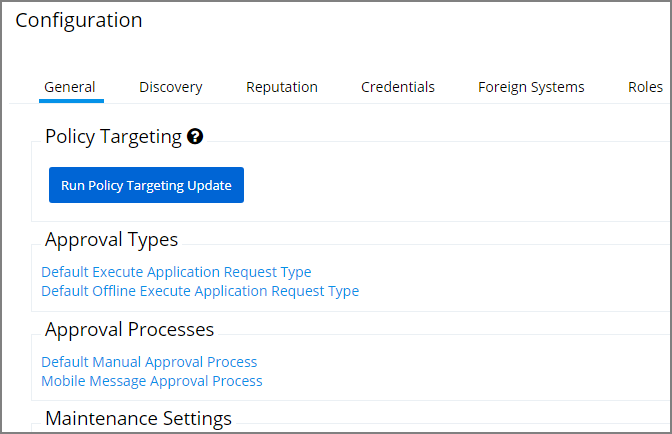 Configuration
General Discovery Reputation Credentials Foreign Systems Roles
Policy Targeting ?
Run Policy Targeting Update
Approval Types
Default Execute Application Request Type
Default Offline Execute Application Request Type
Approval Processes
Default Manual Approval Process
Mobile Message Approval Process
Maintenance Settings